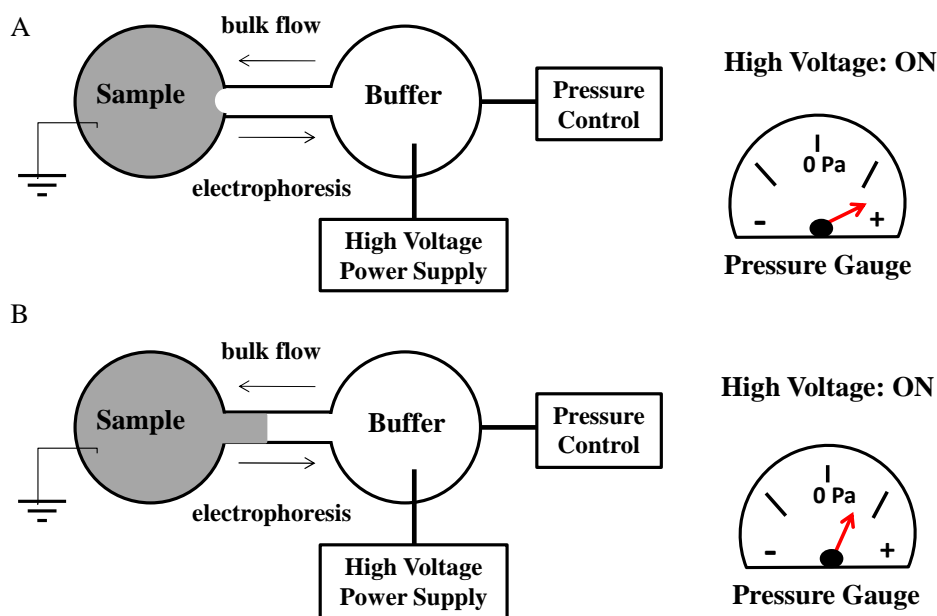 A
bulk flow
Sample
Buffer
Pressure
Control
electrophoresis
High Voltage
Power Supply
High Voltage: ON
0 Pa
-
+
Pressure Gauge
B
bulk flow
Sample
Buffer
Pressure
Control
electrophoresis
High Voltage
Power Supply
High Voltage: ON
0 Pa
-
+
Pressure Gauge